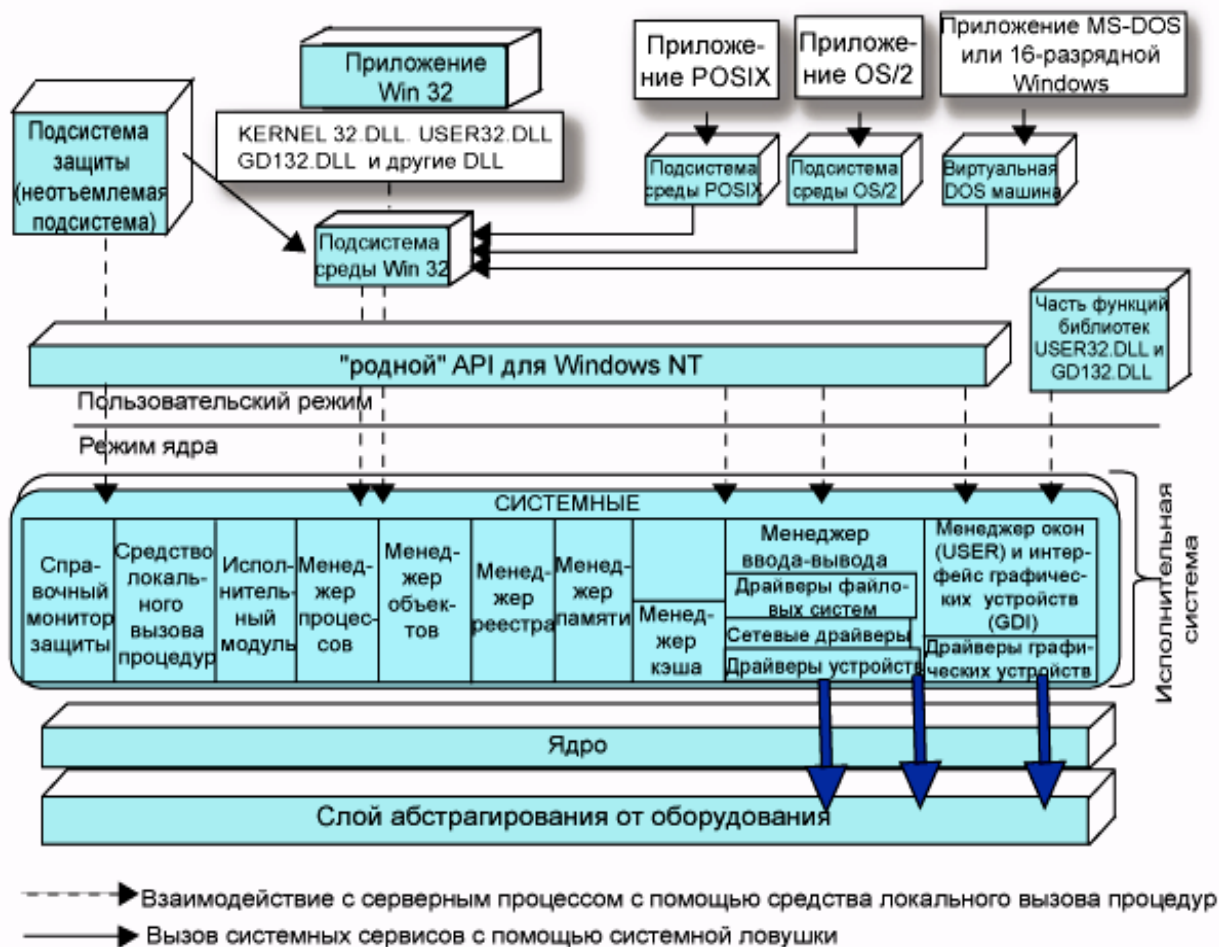 Приложение
Win 32
Приложе-
ние POSIX
Приложе-
ние OS/2
Приложение MS-DOS
или 16-разрядной
Windows
Подсистема
защиты
(неотъемлемая
подсистема)
KERNEL 32.DLL. USER32.DLL
GD132.DLL и другие DLL
Подсистема
среды POSIX
Подсистема
среды OS/2
Виртуальная
DOS машина
Подсистема
среды Win 32
Часть функций
библиотек
USER32.DLL и
GD132.DLL
"родной" API для Windows NT
Пользовательский режим
Режим ядра
СИСТЕМНЫЕ
Спра-
вочный
монитор
защиты
Средство
локаль-
ного
вызова
процедур
Испол-
нительный
модуль
Менед-
жер
процес-
сов
Менед-
жер
объек-
тов
Менед-
жер
реестра
Менед-
жер
памяти
Менед-
жер
кэша
Менеджер
ввода-вывода
Драйверы файло-
вых систем
Сетевые драйверы
Драйверы устройств
Менеджер окон
(USER) и интер-
фейс графичес-
ких устройств
(GDI)
Драйверы графи-
ческих устройств
Исполнительная
система
Ядро
Слой абстрагирования от оборудования
Взаимодействие с серверным процессом с помощью средства локального вызова процедур
Вызов системных сервисов с помощью системной ловушки